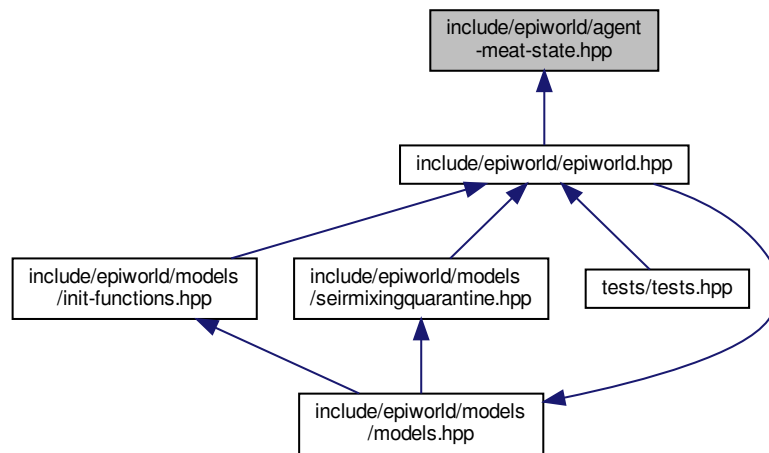 include/epiworld/agent
-meat-state.hpp
include/epiworld/epiworld.hpp
include/epiworld/models
/init-functions.hpp
include/epiworld/models
/seirmixingquarantine.hpp
tests/tests.hpp
include/epiworld/models
/models.hpp